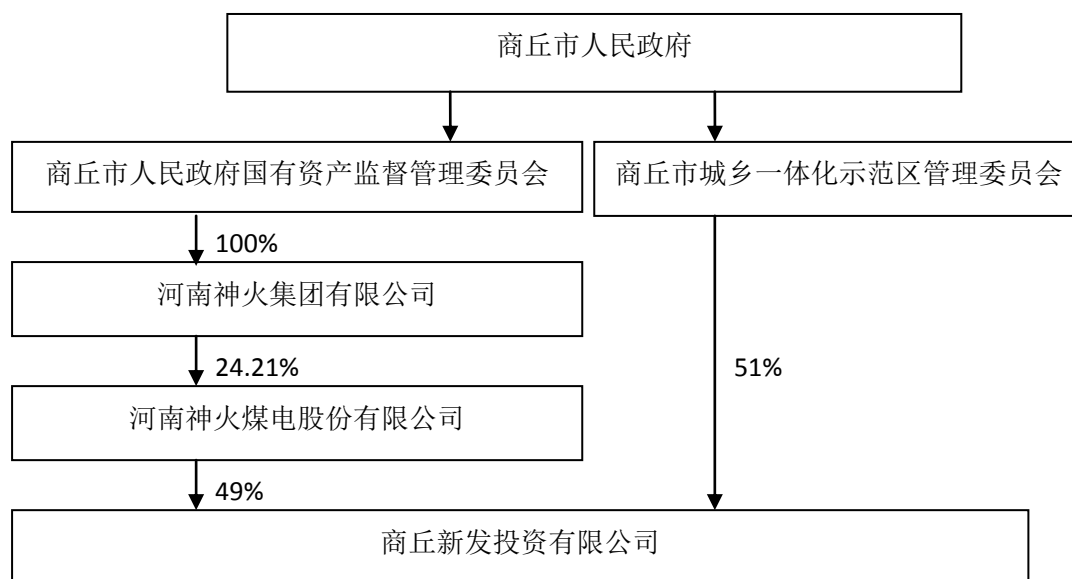 商丘市人民政府
商丘市人民政府国有资产监督管理委员会
商丘市城乡一体化示范区管理委员会
100%
河南神火集团有限公司
24.21%
51%
河南神火煤电股份有限公司
49%
商丘新发投资有限公司